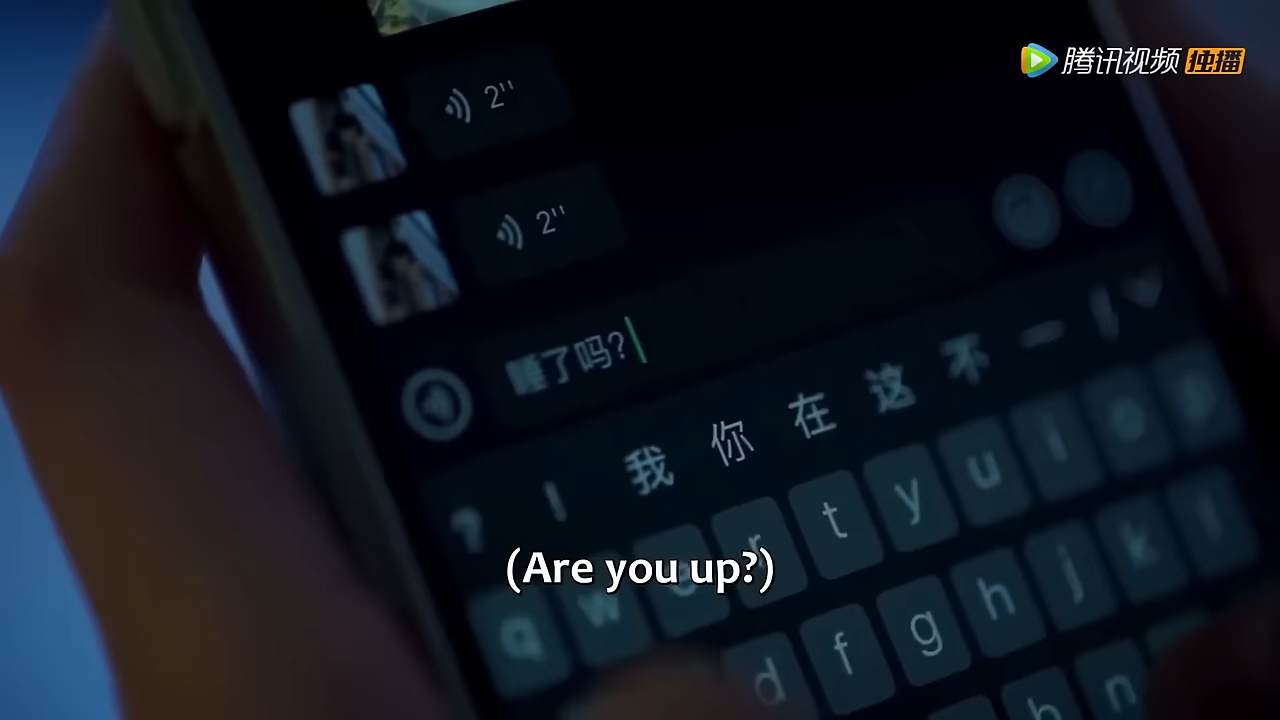 腾讯视频 独播
2''
2''
睡了吗?
? ! 我 你 在 这 不 一
q w e r t y u i o p
d f g h j k l
b n
(Are you up?)